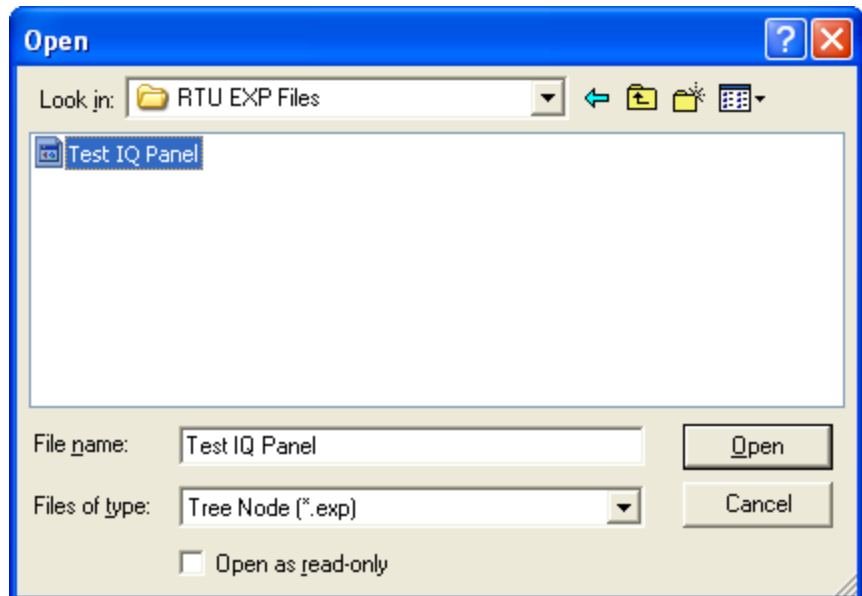 Open
Look in: RTU EXP Files
Test IQ Panel
File name: Test IQ Panel Open
Files of type: Tree Node (*.exp) Cancel
Open as read-only